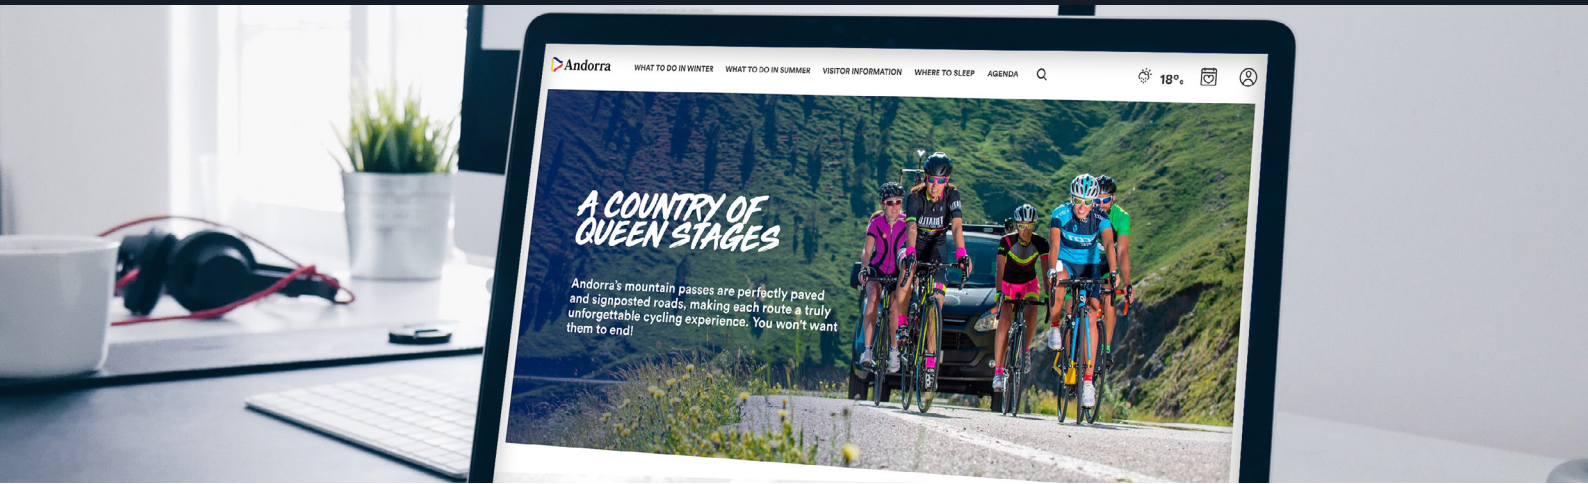 Andorra
WHAT TO DO IN WINTER
WHAT TO DO IN SUMMER
VISITOR INFORMATION
WHERE TO SLEEP
AGENDA
18ºc
A COUNTRY OF
QUEEN STAGES
Andorra's mountain passes are perfectly paved
and signposted roads, making each route a truly
unforgettable cycling experience. You won't want
them to end!